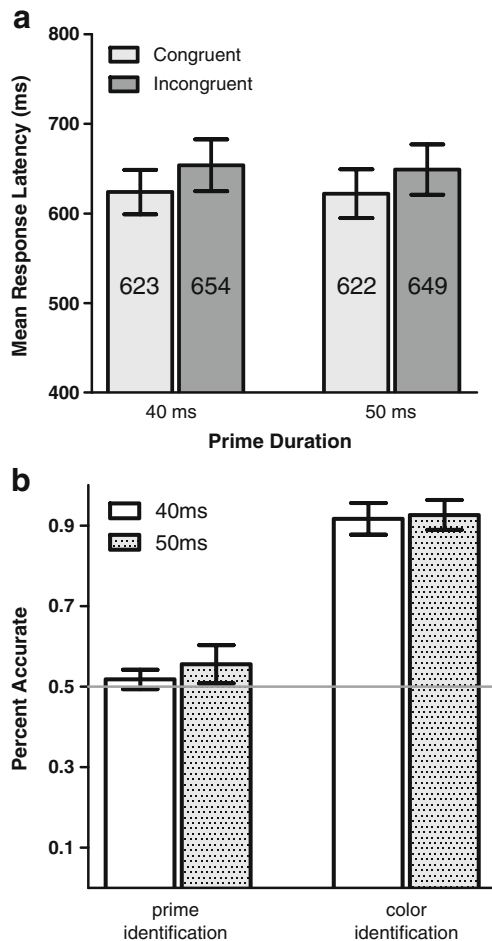 a
800
700
600
500
400
Mean Response Latency (ms)
Congruent
Incongruent
623 654 622 649
40 ms 50 ms
Prime Duration
b
0.9
0.7
0.5
0.3
0.1
Percent Accurate
40ms
50ms
prime
identification
color
identification